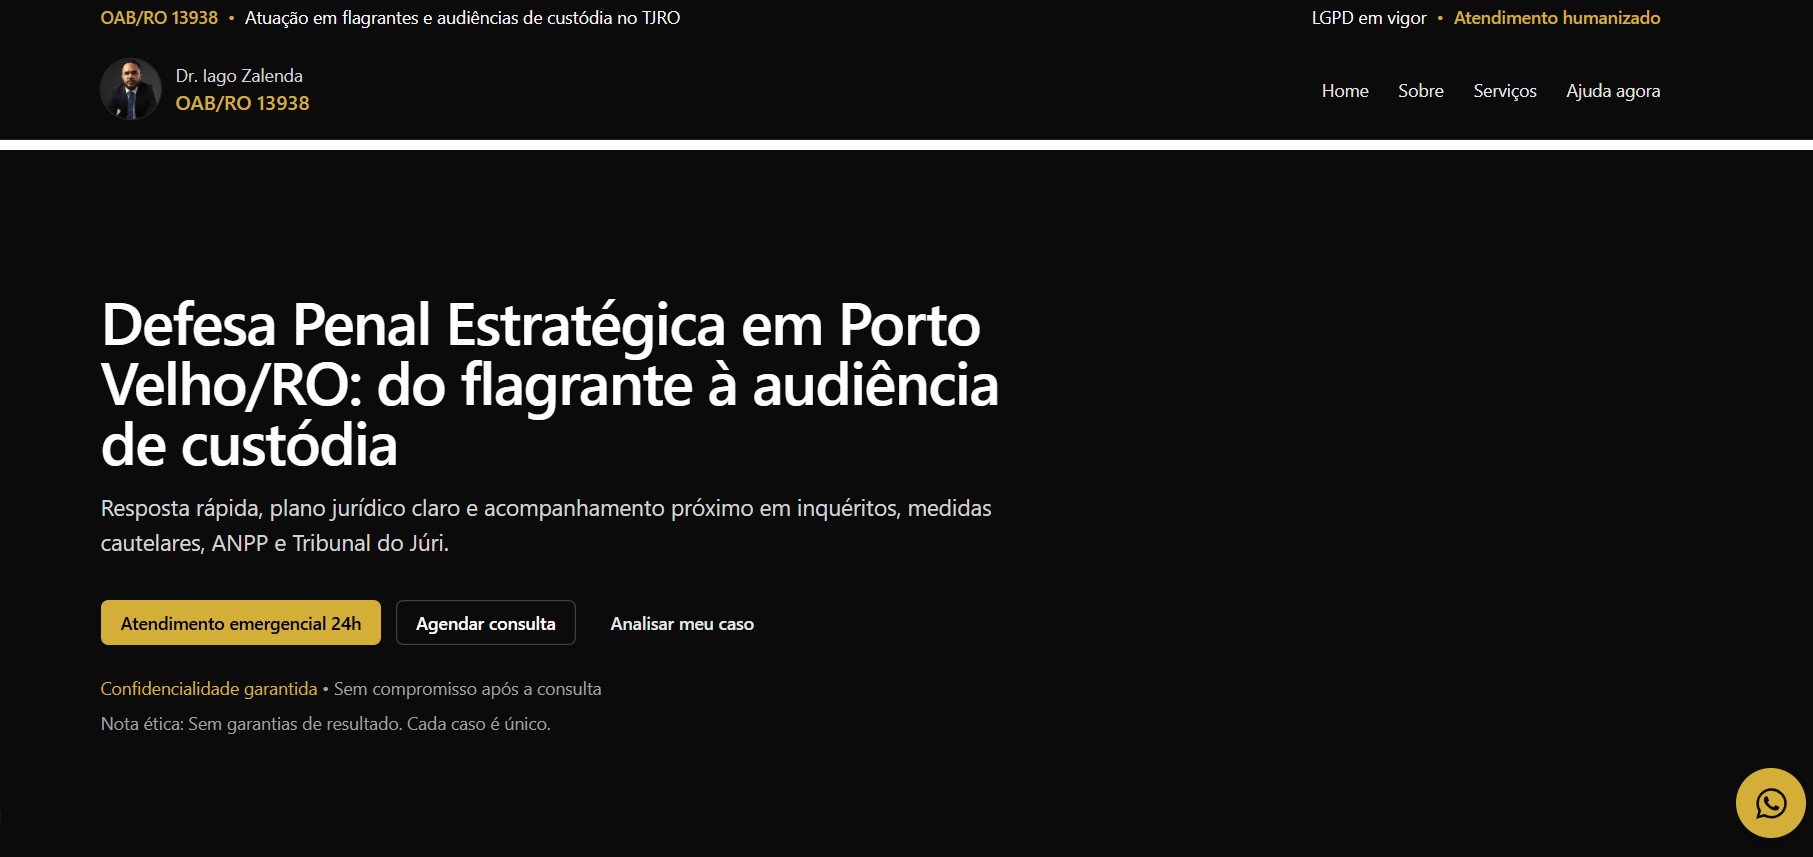 OAB/RO 13938 • Atuação em flagrantes e audiências de custódia no TJRO
LGPD em vigor • Atendimento humanizado
Dr. Iago Zalenda
OAB/RO 13938
Home
Sobre
Serviços
Ajuda agora
Defesa Penal Estratégica em Porto
Velho/RO: do flagrante à audiência
de custódia
Resposta rápida, plano jurídico claro e acompanhamento próximo em inquéritos, medidas
cautelares, ANPP e Tribunal do Júri.
Atendimento emergencial 24h
Agendar consulta
Analisar meu caso
Confidencialidade garantida • Sem compromisso após a consulta
Nota ética: Sem garantias de resultado. Cada caso é único.